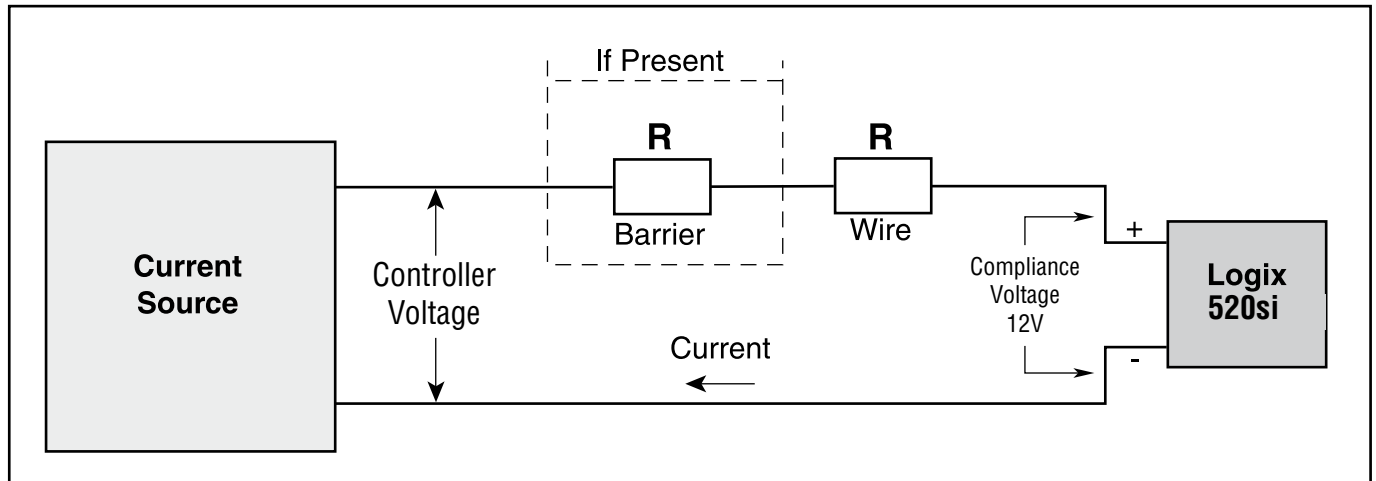 If Present
R
R
Barrier
Wire
Current
Source
Controller
Voltage
Compliance
Voltage
12V
+
-
Logix
520si
Current